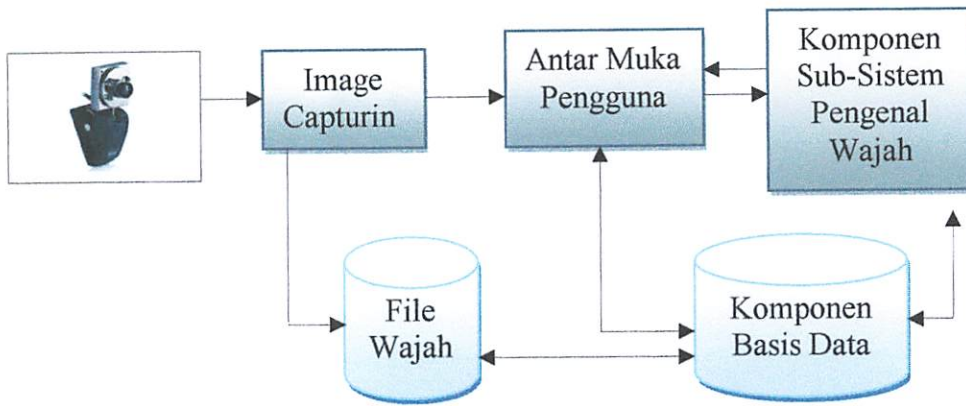 Image
Capturin
Antar Muka
Pengguna
Komponen
Sub-Sistem
Pengenal
Wajah
File
Wajah
Komponen
Basis Data